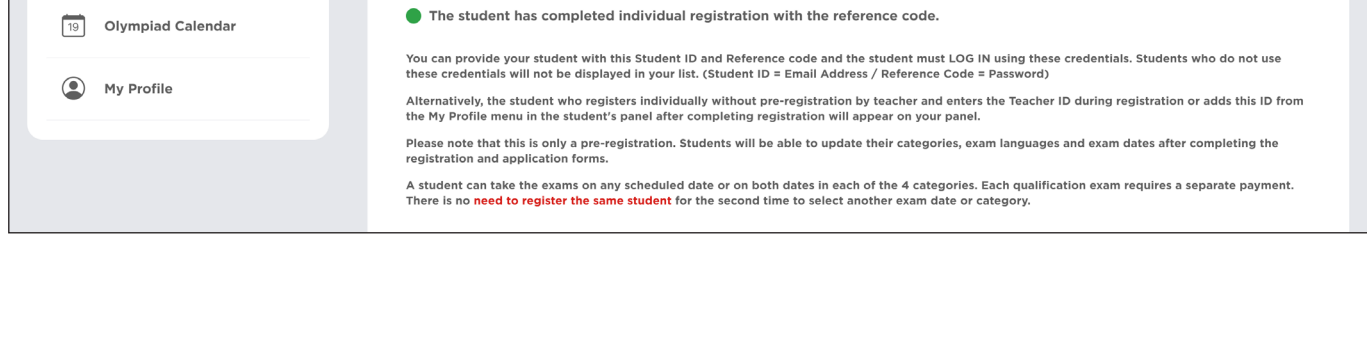 19
Olympiad Calendar
My Profile
The student has completed individual registration with the reference code.
You can provide your student with this Student ID and Reference code and the student must LOG IN using these credentials. Students who do not use
these credentials will not be displayed in your list. (Student ID = Email Address / Reference Code = Password)
Alternatively, the student who registers individually without pre-registration by teacher and enters the Teacher ID during registration or adds this ID from
the My Profile menu in the student's panel after completing registration will appear on your panel.
Please note that this is only a pre-registration. Students will be able to update their categories, exam languages and exam dates after completing the
registration and application forms.
A student can take the exams on any scheduled date or on both dates in each of the 4 categories. Each qualification exam requires a separate payment.
There is no need to register the same student for the second time to select another exam date or category.